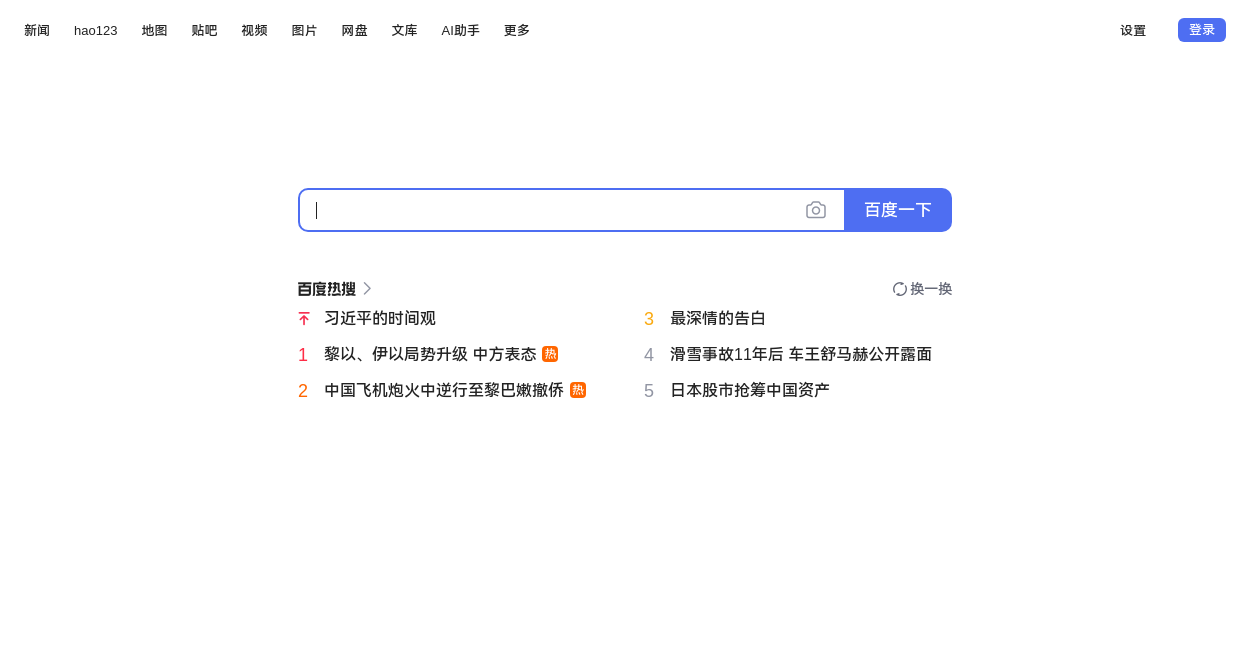 新闻 hao123 地图 贴吧 视频 图片 网盘 文库 AI助手 更多 设置 登录
百度一下
百度热搜 换一换
习近平的时间观
1 黎以、伊以局势升级 中方表态 热
2 中国飞机炮火中逆行至黎巴嫩撤侨 热
3 最深情的告白
4 滑雪事故11年后 车王舒马赫公开露面
5 日本股市抢筹中国资产